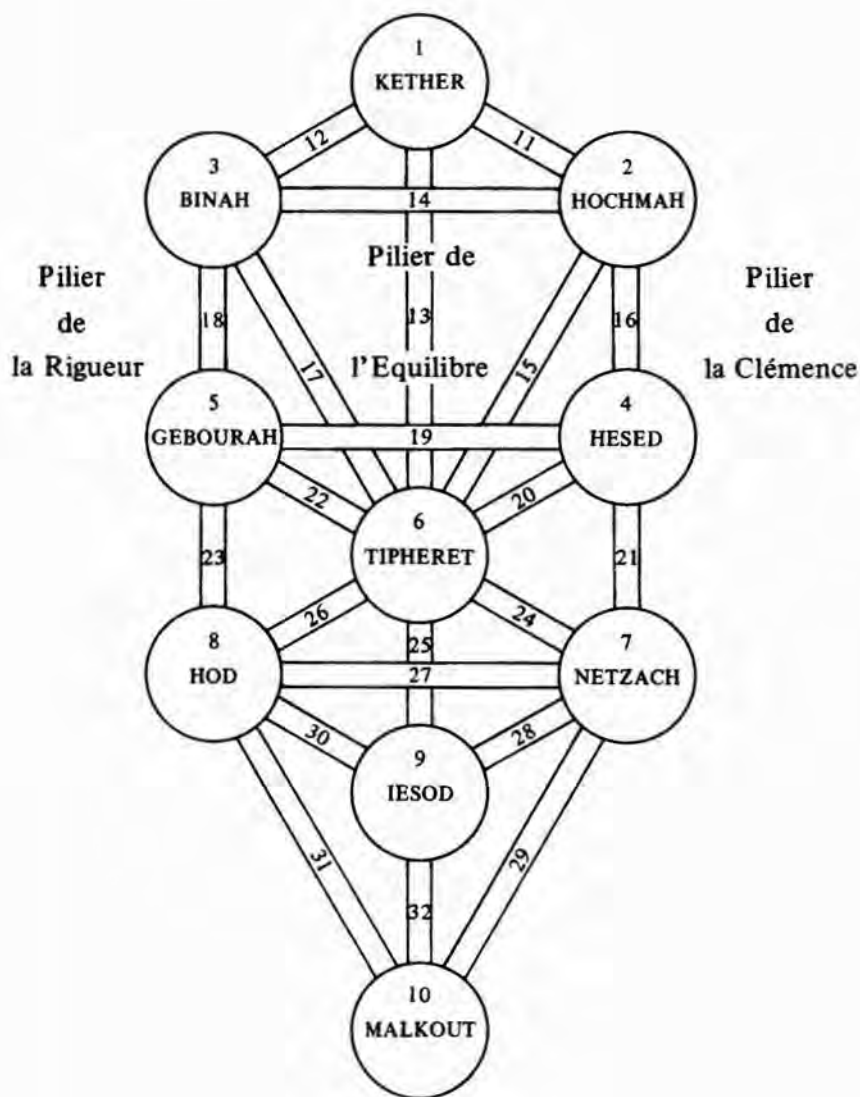 1
KETHER
12
11
3
BINAH
2
HOCHMAH
14
Pilier de
Pilier
de
la Rigueur
Pilier
de
la Clémence
18
13
16
17
l'Equilibre
15
5
GEBOURAH
4
HESED
19
22
20
6
TIPHERET
23
21
26
24
25
8
HOD
7
NETZACH
27
30
28
9
IESOD
31
29
32
10
MALKOUT